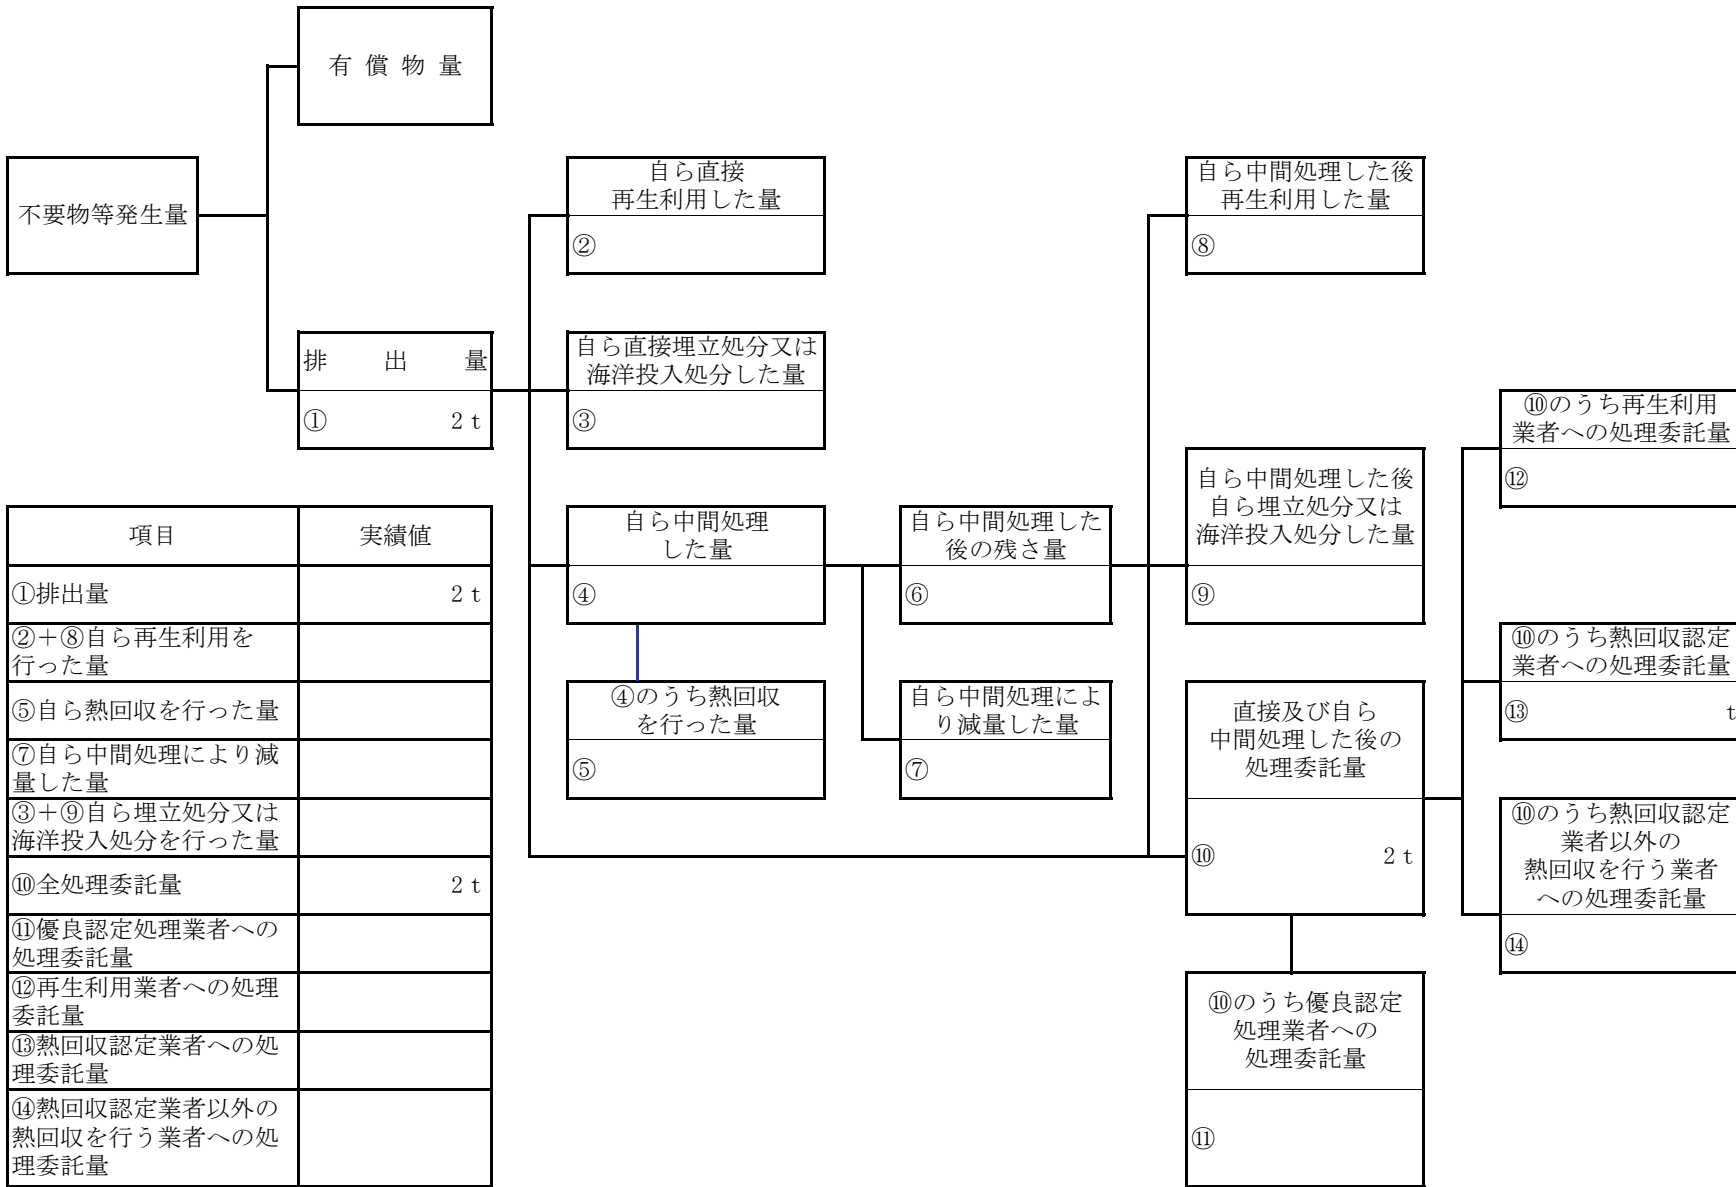 有 償 物 量
不要物等発生量
自ら直接
再生利用した量
②
自ら中間処理した後
再生利用した量
⑧
排 出 量
① 2 t
自ら直接埋立処分又は
海洋投入処分した量
③
⑩のうち再生利用
業者への処理委託量
⑫
自ら中間処理した後
自ら埋立処分又は
海洋投入処分した量
⑨
自ら中間処理
した量
④
自ら中間処理した
後の残さ量
⑥
④のうち熱回収
を行った量
⑤
自ら中間処理によ
り減量した量
⑦
⑩のうち熱回収認定
業者への処理委託量
⑬ t
直接及び自ら
中間処理した後の
処理委託量
⑩ 2 t
⑩のうち熱回収認定
業者以外の
熱回収を行う業者
への処理委託量
⑭
⑩のうち優良認定
処理業者への
処理委託量
⑪
項目 実績値
①排出量 2 t
②＋⑧自ら再生利用を
行った量
⑤自ら熱回収を行った量
⑦自ら中間処理により減
量した量
③＋⑨自ら埋立処分又は
海洋投入処分を行った量
⑩全処理委託量 2 t
⑪優良認定処理業者への
処理委託量
⑫再生利用業者への処理
委託量
⑬熱回収認定業者への処
理委託量
⑭熱回収認定業者以外の
熱回収を行う業者への処
理委託量